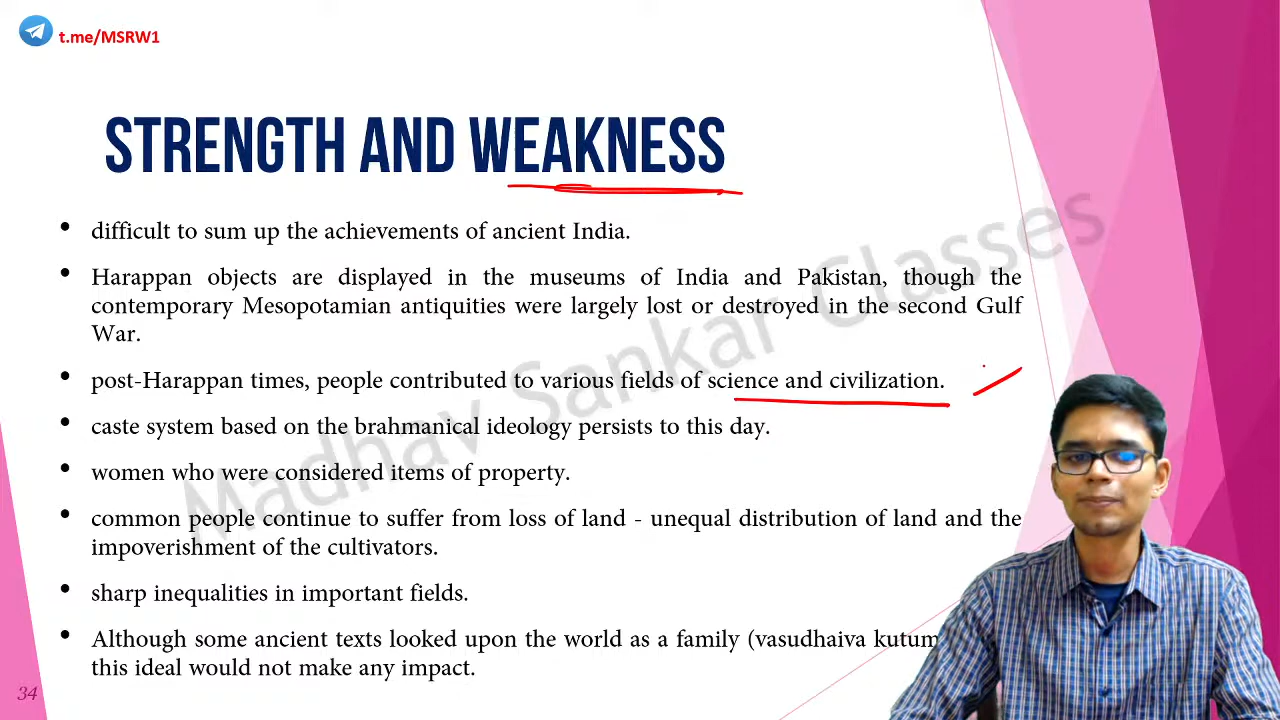 t.me/MSRW1
STRENGTH AND WEAKNESS
• difficult to sum up the achievements of ancient India.
• Harappan objects are displayed in the museums of India and Pakistan, though the
contemporary Mesopotamian antiquities were largely lost or destroyed in the second Gulf
War.
• post-Harappan times, people contributed to various fields of science and civilization.
• caste system based on the brahmanical ideology persists to this day.
• women who were considered items of property.
• common people continue to suffer from loss of land - unequal distribution of land and the
impoverishment of the cultivators.
• sharp inequalities in important fields.
• Although some ancient texts looked upon the world as a family (vasudhaiva
this ideal would not make any impact.
34
Madhav Sankar Classes